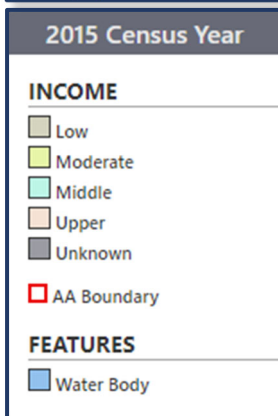 2015 Census Year
INCOME
Low
Moderate
Middle
Upper
Unknown
AA Boundary
FEATURES
Water Body